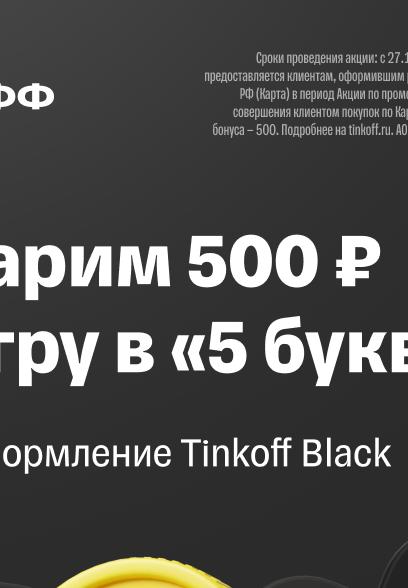 Сроки проведения акции: с 27.1
предоставляется клиентам, оформившим
РФ (Карта) в период Акции по пром
совершения клиентом покупок по Кар
бонуса – 500. Подробнее на tinkoff.ru. АО
ФФ
арим 500 ₽
гру в «5 букв
ормление Tinkoff Black